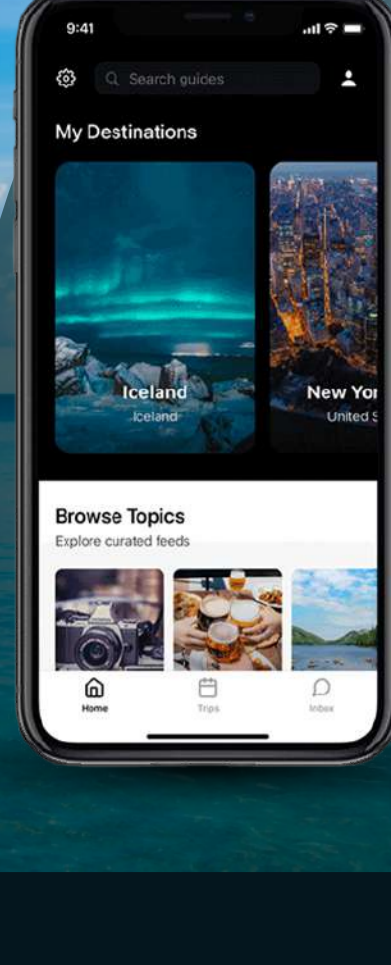 9:41
Search guides
My Destinations
Iceland
Iceland
New Yor
United S
Browse Topics
Explore curated feeds
Home
Trips
Inbox